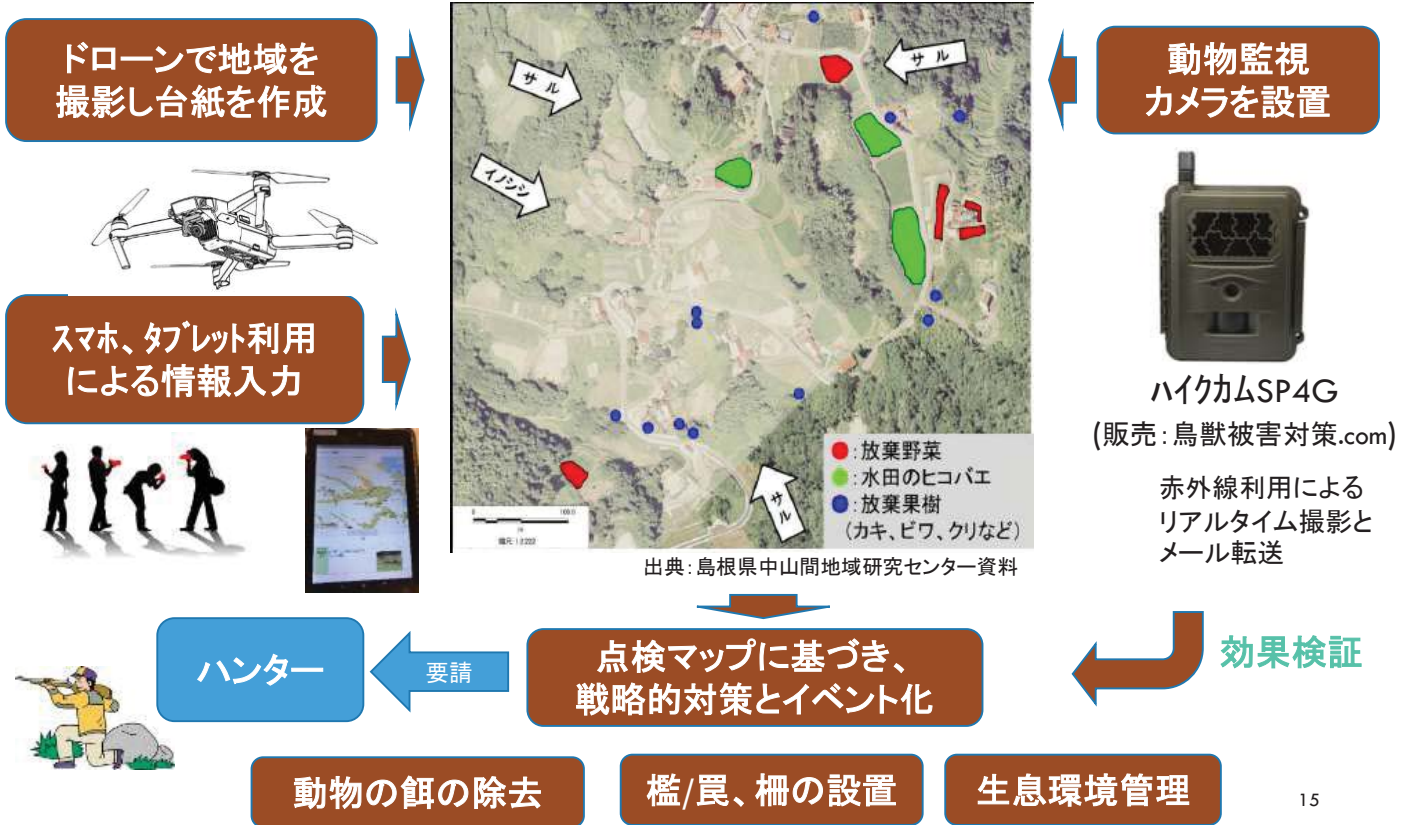 ドローンで地域を
撮影し台紙を作成
スマホ、タブレット利用
による情報入力
サル
サル
イノシシ
サル
0 100.0
m
縮尺 1:2222
:放棄野菜
:水田のヒコバエ
:放棄果樹
(カキ、ビワ、クリなど)
出典:島根県中山間地域研究センター資料
動物監視
カメラを設置
ハイクカムSP4G
(販売:鳥獣被害対策.com)
赤外線利用による
リアルタイム撮影と
メール転送
効果検証
点検マップに基づき、
戦略的対策とイベント化
要請
ハンター
動物の餌の除去
檻/罠、柵の設置
生息環境管理
15